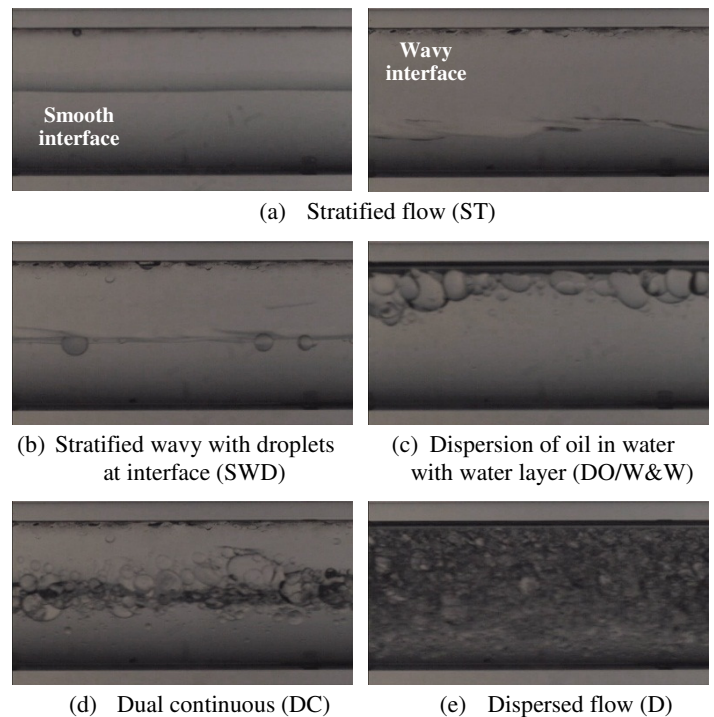 Smooth
interface
Wavy
interface
(a) Stratified flow (ST)
(b) Stratified wavy with droplets
at interface (SWD)
(c) Dispersion of oil in water
with water layer (DO/W&W)
(d) Dual continuous (DC)
(e) Dispersed flow (D)